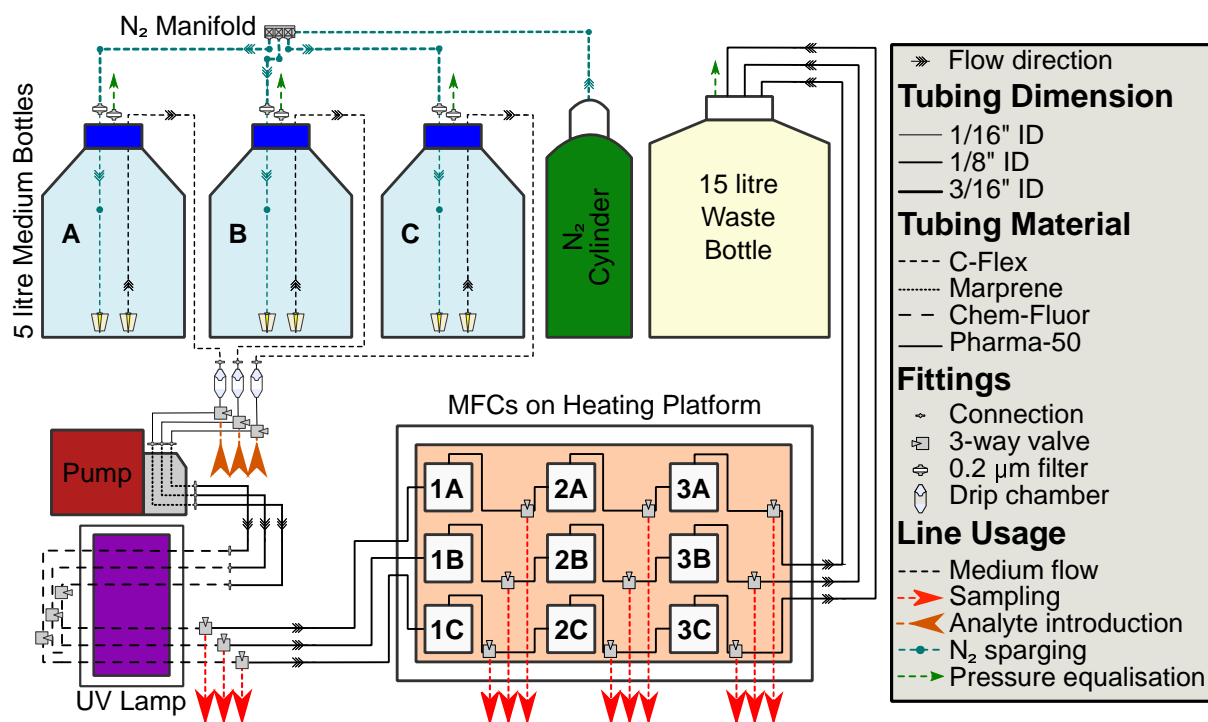 N₂ Manifold
5 litre Medium Bottles
A
B
C
N₂
Cylinder
15 litre
Waste
Bottle
Pump
UV Lamp
MFCs on Heating Platform
1A
2A
3A
1B
2B
3B
1C
2C
3C
Flow direction
Tubing Dimension
1/16" ID
1/8" ID
3/16" ID
Tubing Material
C-Flex
Marprene
Chem-Fluor
Pharma-50
Fittings
Connection
3-way valve
0.2 µm filter
Drip chamber
Line Usage
Medium flow
Sampling
Analyte introduction
N₂ sparging
Pressure equalisation